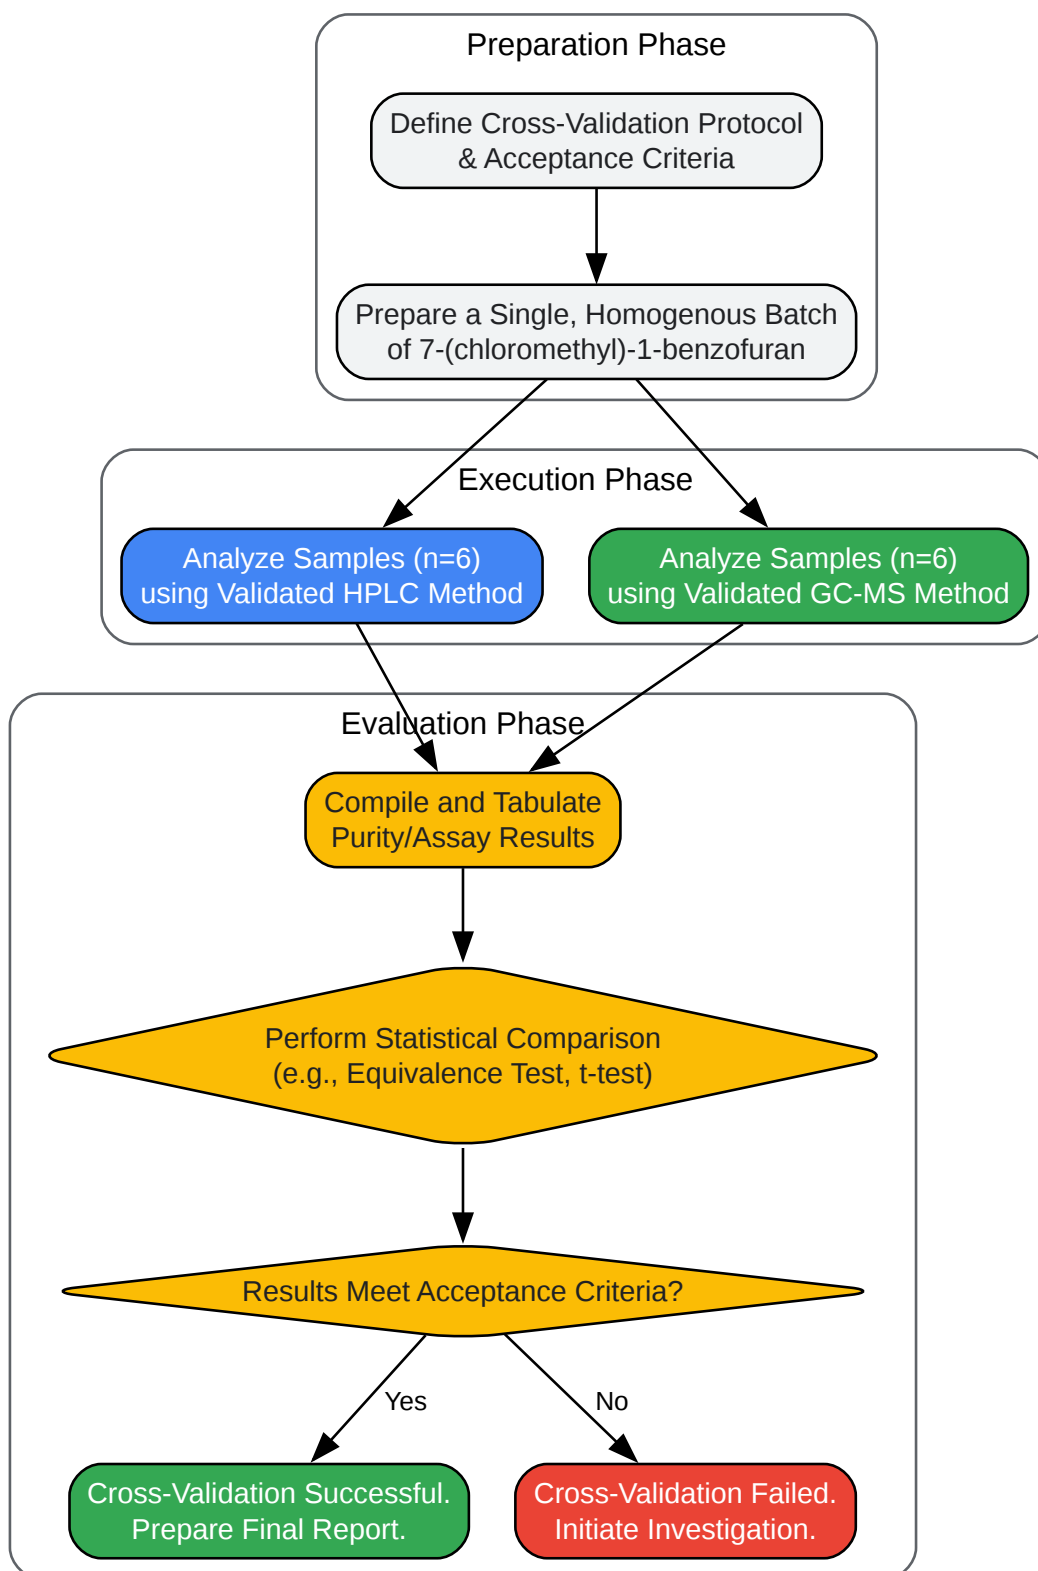 Preparation Phase
Define Cross-Validation Protocol
& Acceptance Criteria
Prepare a Single, Homogenous Batch
of 7-(chloromethyl)-1-benzofuran
Execution Phase
Analyze Samples (n=6)
using Validated HPLC Method
Analyze Samples (n=6)
using Validated GC-MS Method
Evaluation Phase
Compile and Tabulate
Purity/Assay Results
Perform Statistical Comparison
(e.g., Equivalence Test, t-test)
Results Meet Acceptance Criteria?
Yes
No
Cross-Validation Successful.
Prepare Final Report.
Cross-Validation Failed.
Initiate Investigation.